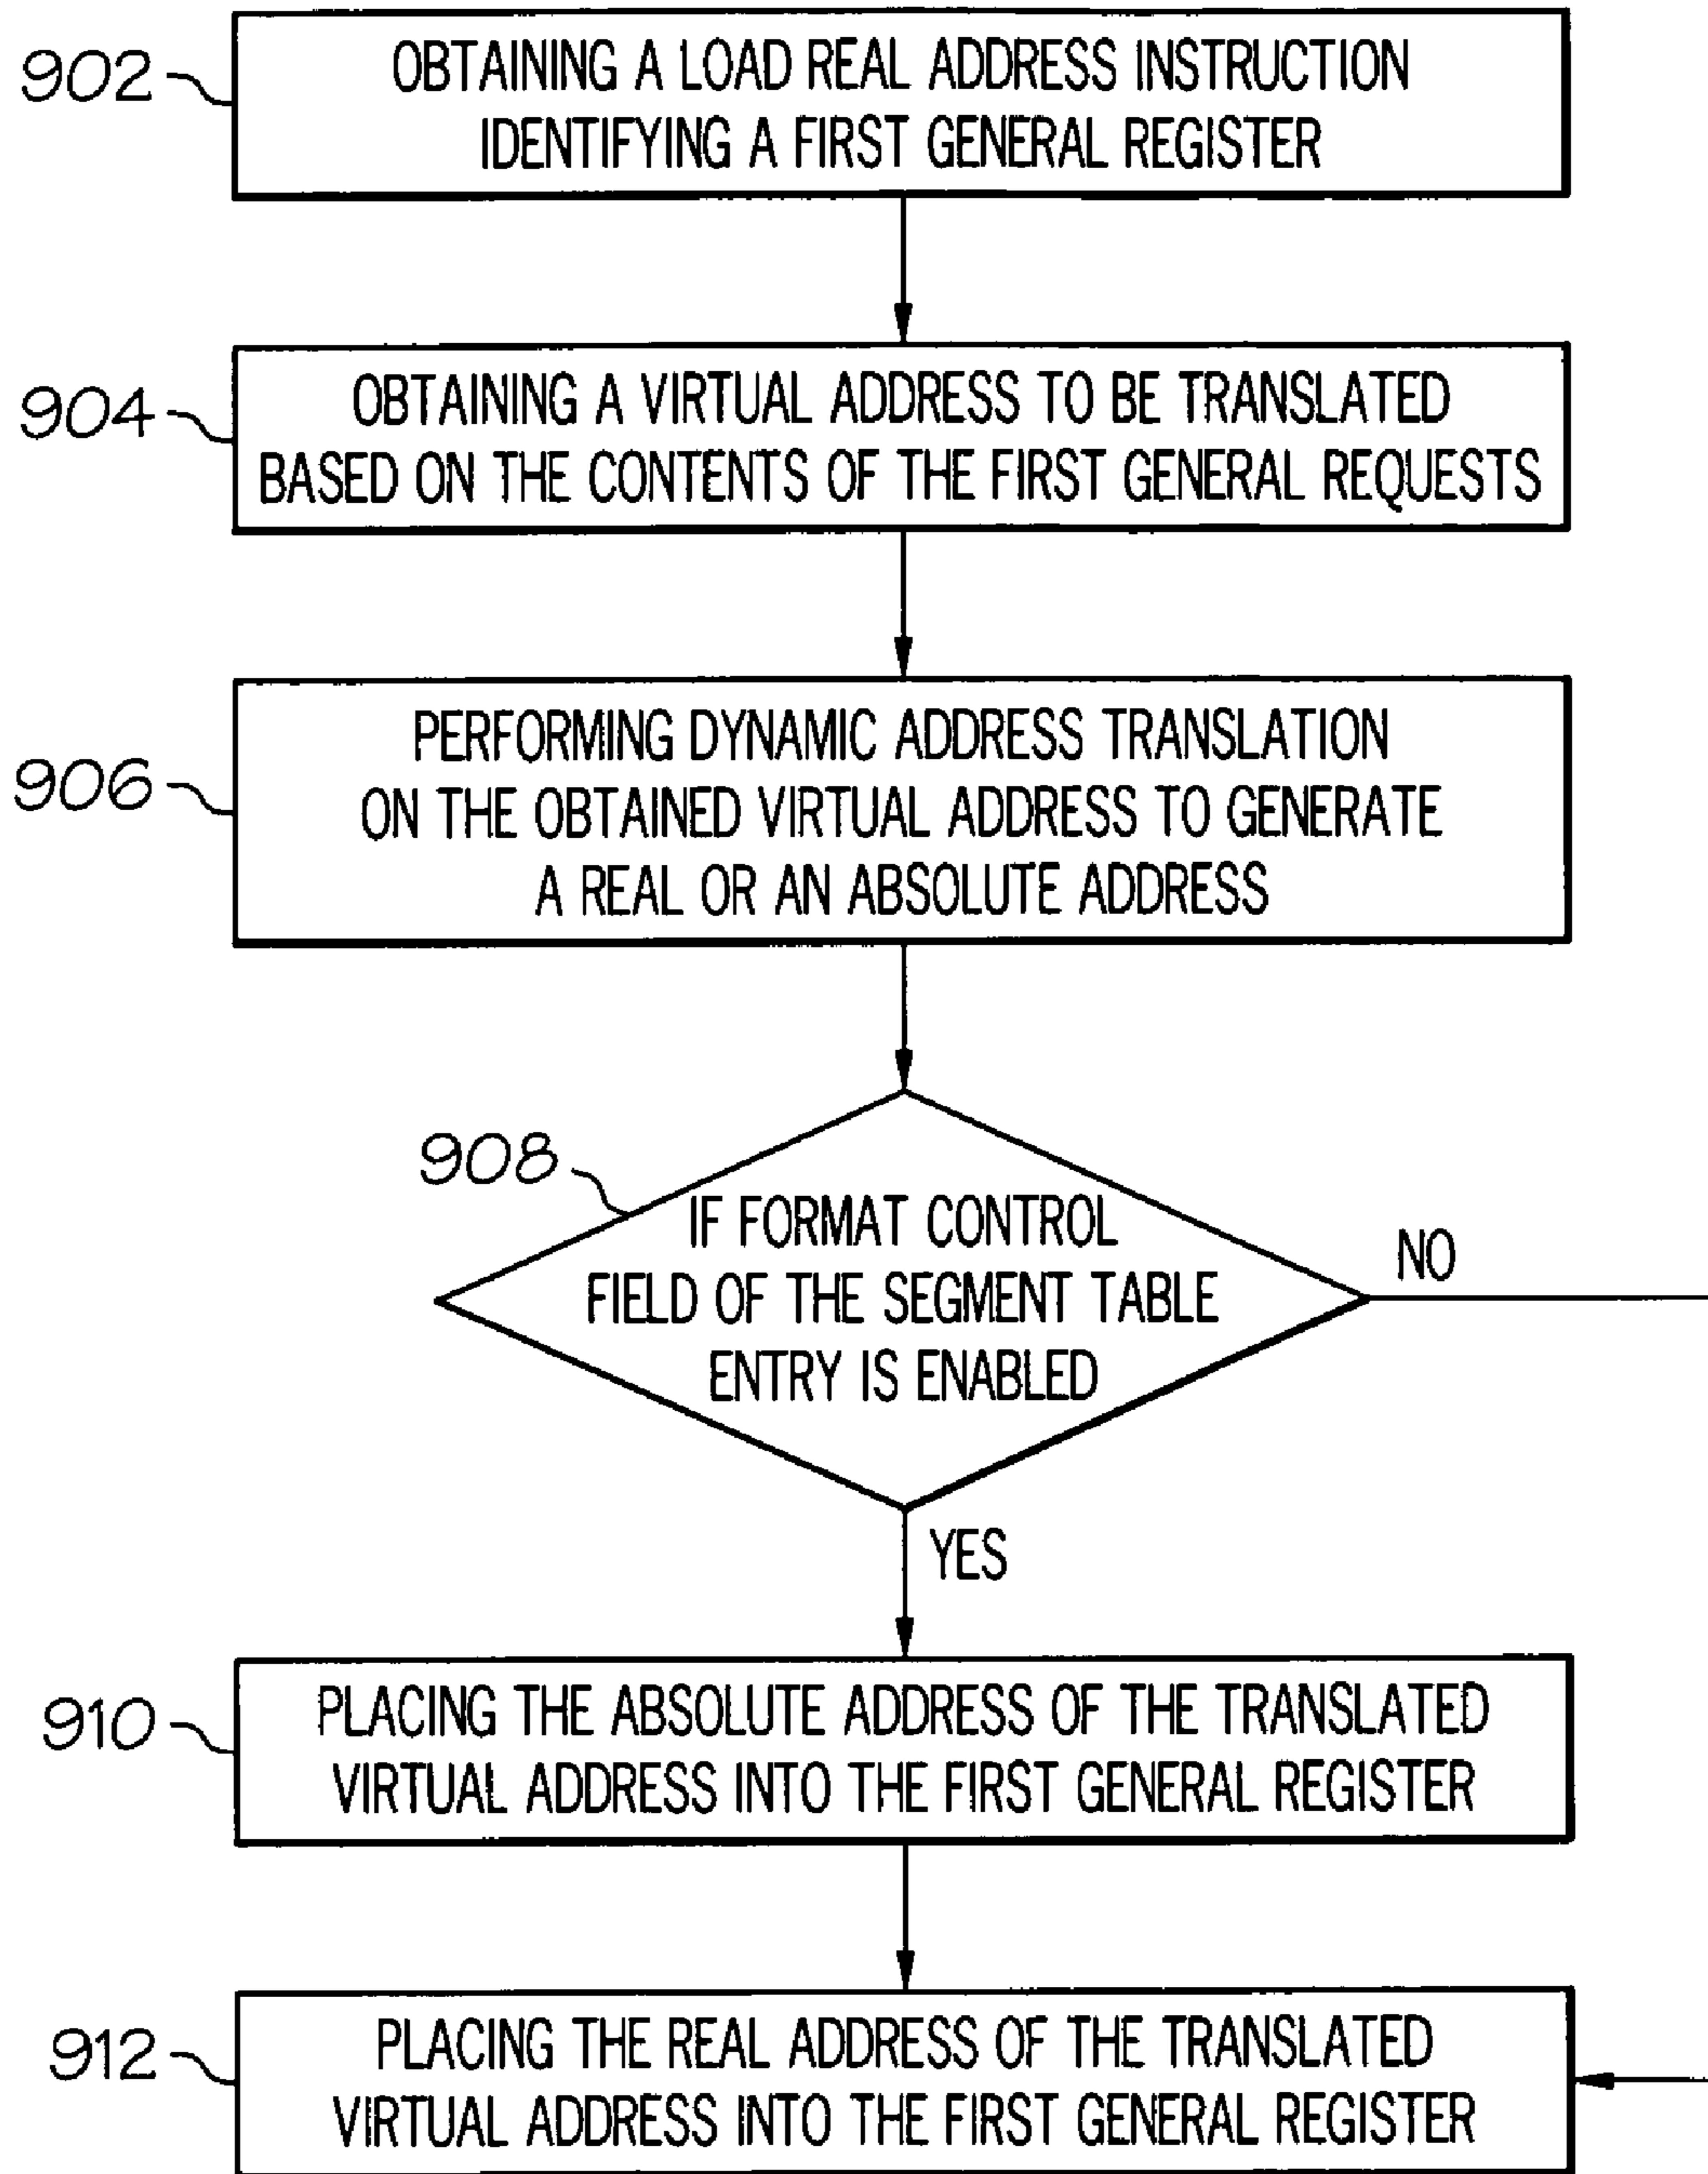 902
OBTAINING A LOAD REAL ADDRESS INSTRUCTION
IDENTIFYING A FIRST GENERAL REGISTER
904
OBTAINING A VIRTUAL ADDRESS TO BE TRANSLATED
BASED ON THE CONTENTS OF THE FIRST GENERAL REQUESTS
906
PERFORMING DYNAMIC ADDRESS TRANSLATION
ON THE OBTAINED VIRTUAL ADDRESS TO GENERATE
A REAL OR AN ABSOLUTE ADDRESS
908
IF FORMAT CONTROL
FIELD OF THE SEGMENT TABLE
ENTRY IS ENABLED
NO
YES
910
PLACING THE ABSOLUTE ADDRESS OF THE TRANSLATED
VIRTUAL ADDRESS INTO THE FIRST GENERAL REGISTER
912
PLACING THE REAL ADDRESS OF THE TRANSLATED
VIRTUAL ADDRESS INTO THE FIRST GENERAL REGISTER